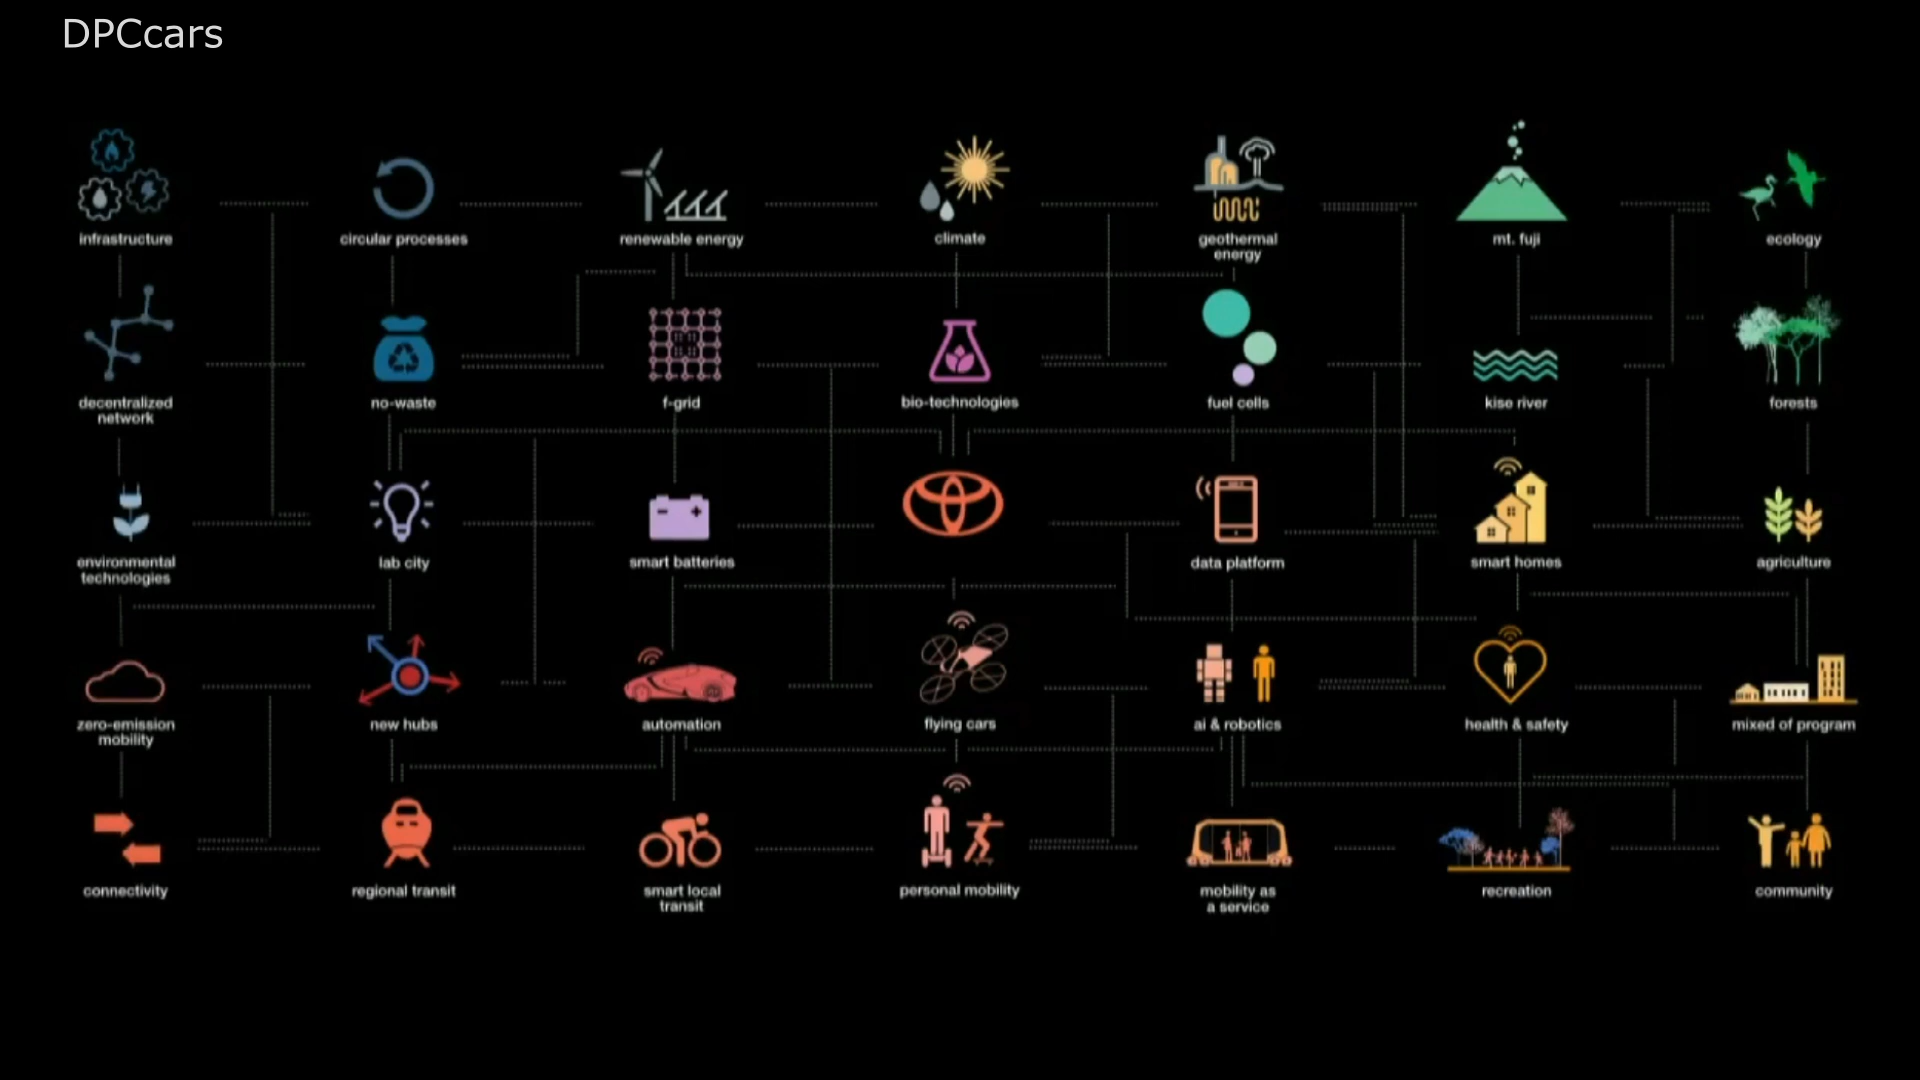 DPCcars
infrastructure
circular processes
renewable energy
climate
geothermal
energy
mt. fuji
ecology
decentralized
network
no-waste
f-grid
bio-technologies
fuel cells
kise river
forests
environmental
technologies
lab city
smart batteries
data platform
smart homes
agriculture
zero-emission
mobility
new hubs
automation
flying cars
ai & robotics
health & safety
mixed of program
connectivity
regional transit
smart local
transit
personal mobility
mobility as
a service
recreation
community